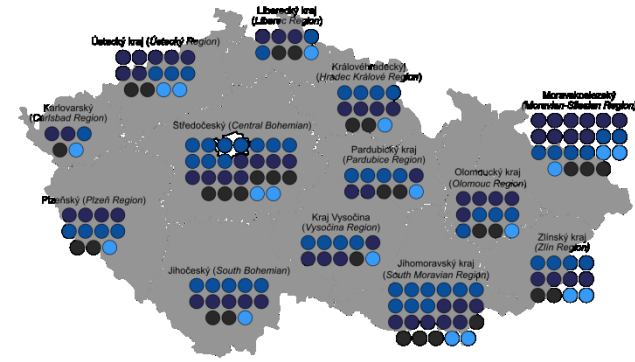 Liberecký kraj
(Liberec Region)
Ústecký kraj (Ústecký Region)
Královéhradecký
(Hradec Králové Region)
Karlovarský
(Carlsbad Region)
Středočeský (Central Bohemian)
Moravskoslezský
(Moravian-Silesian Region)
Pardubický kraj
(Pardubice Region)
Olomoucký kraj
(Olomouc Region)
Plzeňský (Plzeň Region)
Kraj Vysočina
(Vysočina Region)
Zlínský kraj
(Zlín Region)
Jihočeský (South Bohemian)
Jihomoravský kraj
(South Moravian Region)